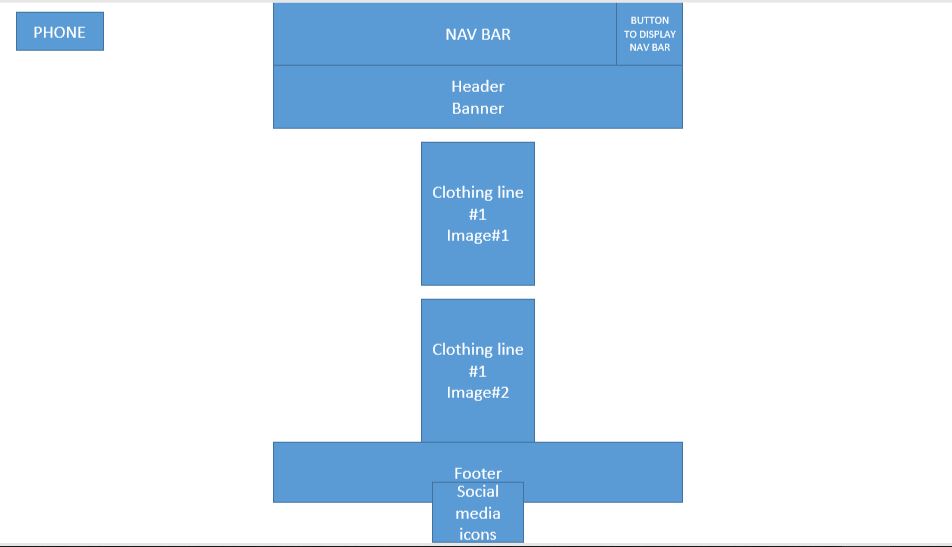 PHONE
NAV BAR
BUTTON
TO DISPLAY
NAV BAR
Header
Banner
Clothing line
#1
Image#1
Clothing line
#1
Image#2
Footer
Social
media
icons